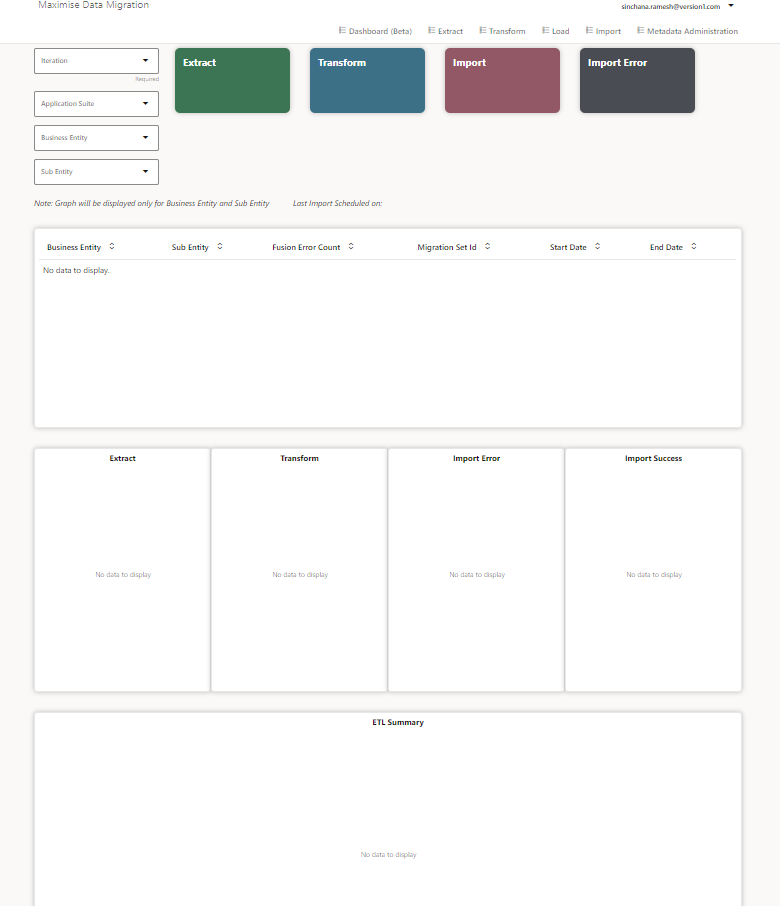 Maximise Data Migration
sinchana.ramesh@version1.com
Dashboard (Beta) Extract Transform Load Import Metadata Administration
Iteration
Required
Application Suite
Business Entity
Sub Entity
Extract Transform Import Import Error
Note: Graph will be displayed only for Business Entity and Sub Entity Last Import Scheduled on:
Business Entity Sub Entity Fusion Error Count Migration Set Id Start Date End Date
No data to display.
Extract Transform Import Error Import Success
No data to display No data to display No data to display No data to display
ETL Summary
No data to display